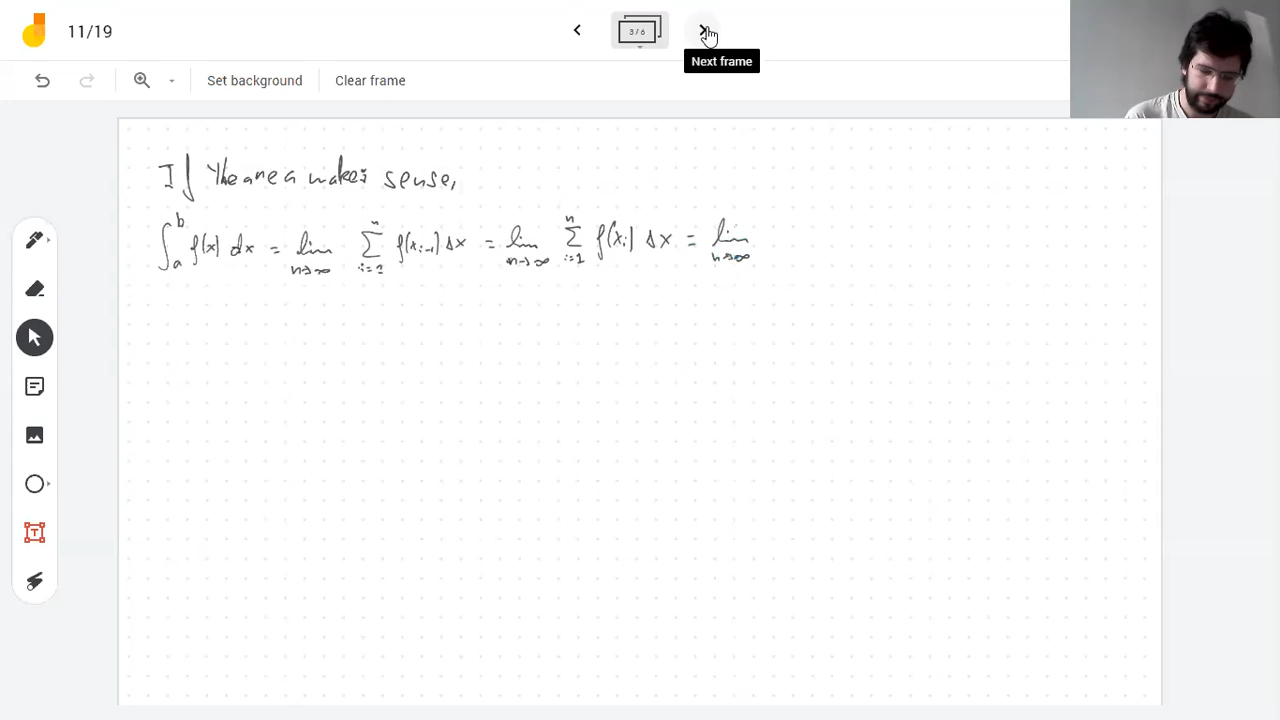 11/19
3 / 6
Next frame
Set background
Clear frame
If the area makes sense,
∫_a^b f(x) dx = lim_{n→∞} Σ_{i=1}^n f(x_{i-1}) Δx = lim_{n→∞} Σ_{i=1}^n f(x_i) Δx = lim_{n→∞}
T